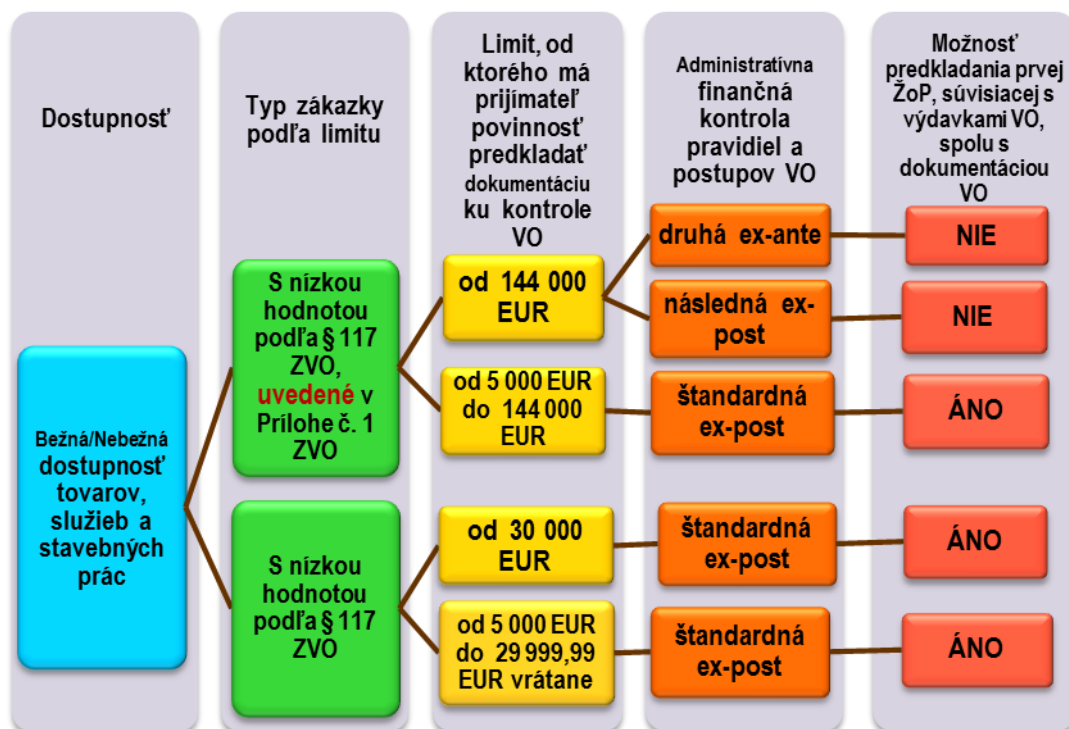 Dostupnosť
Typ zákazky
podľa limitu
Limit, od
ktorého má
prijímateľ
povinnosť
predkladať
dokumentáciu
ku kontrole
VO
Administratívna
finančná
kontrola
pravidiel a
postupov VO
Možnosť
predkladania prvej
ŽoP, súvisiacej s
výdavkami VO,
spolu s
dokumentáciou
VO
Bežná/Nebežná
dostupnosť
tovarov,
služieb a
stavebných
prác
S nízkou
hodnotou
podľa § 117
ZVO,
uvedené v
Prílohe č. 1
ZVO
od 144 000
EUR
druhá ex-ante
NIE
následná ex-
post
NIE
od 5 000 EUR
do 144 000
EUR
štandardná
ex-post
ÁNO
S nízkou
hodnotou
podľa § 117
ZVO
od 30 000
EUR
štandardná
ex-post
ÁNO
od 5 000 EUR
do 29 999,99
EUR vrátane
štandardná
ex-post
ÁNO